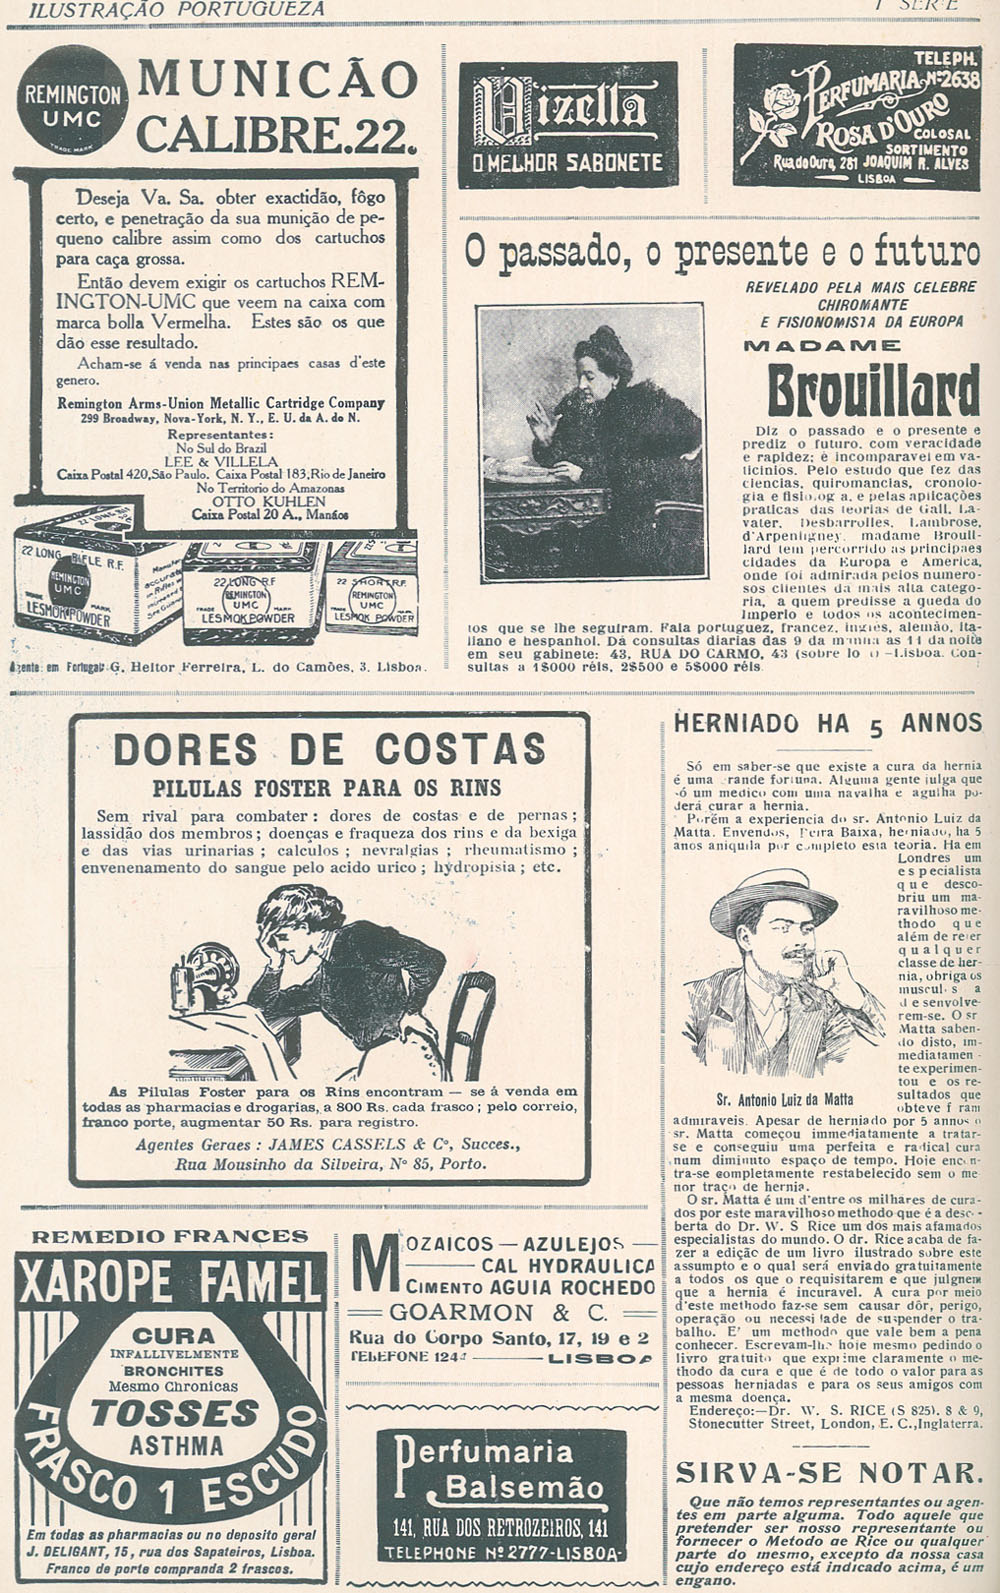 ILUSTRAÇÃO PORTUGUEZA
REMINGTON
UMC
TRADE MARK
MUNICÃO
CALIBRE.22.
Deseja Va. Sa. obter exactidão, fôgo
certo, e penetração da sua munição de pe-
queno calibre assim como dos cartuchos
para caça grossa.
Então devem exigir os cartuchos REM-
INGTON-UMC que veem na caixa com
marca bolla Vermelha. Estes são os que
dão esse resultado.
Acham-se á venda nas principaes casas d'este
genero.
Remington Arms-Union Metallic Cartridge Company
299 Broadway, Nova-York, N. Y., E. U. da A. do N.
Representantes:
No Sul do Brazil
LEE & VILLELA
Caixa Postal 420, São Paulo. Caixa Postal 183, Rio de Janeiro
No Territorio do Amazonas
OTTO KUHLEN
Caixa Postal 20 A., Manáos
22 LONG RIFLE R.F.
REMINGTON
UMC
LESMOK POWDER
22 LONG R.F.
REMINGTON
UMC
TRADE MARK
LESMOK POWDER
22 SHORT R.F.
REMINGTON
UMC
LESMOK POWDER
Agente em Portugal: G. Heitor Ferreira, L. do Camões, 3, Lisboa.
Vizella
O MELHOR SABONETE
TELEPH.
PERFUMARIA Nº 2638
ROSA D'OURO
COLOSAL
SORTIMENTO
Rua do Ouro, 281 JOAQUIM R. ALVES
LISBOA
O passado, o presente e o futuro
REVELADO PELA MAIS CELEBRE
CHIROMANTE
E FISIONOMISTA DA EUROPA
MADAME
Brouillard
Diz o passado e o presente e
prediz o futuro, com veracidade
e rapidez; é incomparavel em va-
ticinios. Pelo estudo que fez das
ciencias, quiromancias, cronolo-
gia e fisiologia, e pelas aplicações
praticas das teorias de Gall, La-
vater, Desbarrolles, Lambrose,
d'Arpenligney, madame Brouil-
lard tem percorrido as principaes
cidades da Europa e America,
onde foi admirada pelos numero-
sos clientes da mais alta catego-
ria, a quem predisse a queda do
Imperio e todos os acontecimen-
tos que se lhe seguiram. Fala portuguez, francez, inglês, alemão, ita-
liano e hespanhol. Dá consultas diarias das 9 da manha as 11 da noite
em seu gabinete: 43, RUA DO CARMO, 43 (sobre lo a) -Lisboa. Con-
sultas a 1$000 réis, 2$500 e 5$000 réis.
DORES DE COSTAS
PILULAS FOSTER PARA OS RINS
Sem rival para combater: dores de costas e de pernas;
lassidão dos membros; doenças e fraqueza dos rins e da bexiga
e das vias urinarias; calculos; nevralgias; rheumatismo;
envenenamento do sangue pelo acido urico; hydropisia; etc.
As Pilulas Foster para os Rins encontram — se á venda em
todas as pharmacias e drogarias, a 800 Rs. cada frasco; pelo correio,
franco porte, augmentar 50 Rs. para registro.
Agentes Geraes: JAMES CASSELS & Cº, Succes.,
Rua Mousinho da Silveira, Nº 85, Porto.
HERNIADO HA 5 ANNOS
Só em saber-se que existe a cura da hernia
é uma grande fortuna. Alguma gente julga que
só um medico com uma navalha e agulha po-
derá curar a hernia.
Porêm a experiencia do sr. Antonio Luiz da
Matta. Envendos, Beira Baixa, herniado, ha 5
anos aniquila por completo esta teoria. Ha em
Londres um
especialista
que desco-
briu um ma-
ravilhoso me-
thodo que
além de reter
qualquer
classe de her-
nia, obriga os
musculos a
desenvolve-
rem-se. O sr
Matta saben-
do disto, im-
mediatamen-
te experimen-
tou e os re-
sultados que
obteve foram
Sr. Antonio Luiz da Matta
admiraveis. Apesar de herniado por 5 annos o
sr. Matta começou immediatamente a tratar-
se e conseguiu uma perfeita e radical cura
num diminuto espaço de tempo. Hoje encon-
tra-se completamente restabelecido sem o me
nor traço de hernia.
O sr. Matta é um d'entre os milhares de cura-
dos por este maravilhoso methodo que é a desco-
berta do Dr. W. S Rice um dos mais afamados
especialistas do mundo. O dr. Rice acaba de fa-
zer a edição de um livro ilustrado sobre este
assumpto e o qual será enviado gratuitamente
a todos os que o requisitarem e que julguem
que a hernia é incuravel. A cura por meio
d'este methodo faz-se sem causar dôr, perigo,
operação ou necessidade de suspender o tra-
balho. E' um methodo que vale bem a pena
conhecer. Escrevam-lhe hoje mesmo pedindo o
livro gratuito que exprime claramente o me-
thodo da cura e que é de todo o valor para as
pessoas herniadas e para os seus amigos com
a mesma doença.
Endereço:—Dr. W. S. RICE (S 825). 8 & 9,
Stonecutter Street, London, E. C., Inglaterra.
SIRVA-SE NOTAR.
Que não temos representantes ou agen-
tes em parte alguma. Todo aquele que
pretender ser nosso representante ou
fornecer o Metodo de Rice ou qualquer
parte do mesmo, excepto da nossa casa
cujo endereço está indicado acima, é um
engano.
REMEDIO FRANCES
XAROPE FAMEL
CURA
INFALLIVELMENTE
BRONCHITES
Mesmo Chronicas
TOSSES
ASTHMA
FRASCO 1 ESCUDO
Em todas as pharmacias ou no deposito geral
J. DELIGANT, 15, rua dos Sapateiros, Lisboa.
Franco de porte comprando 2 frascos.
MOZAICOS — AZULEJOS
CAL HYDRAULICA
CIMENTO AGUIA ROCHEDO
GOARMON & C.
Rua do Corpo Santo, 17, 19 e 2
TELEFONE 1244 — LISBOA
Perfumaria
Balsemão
141, RUA DOS RETROZEIROS, 141
TELEPHONE Nº 2777-LISBOA-